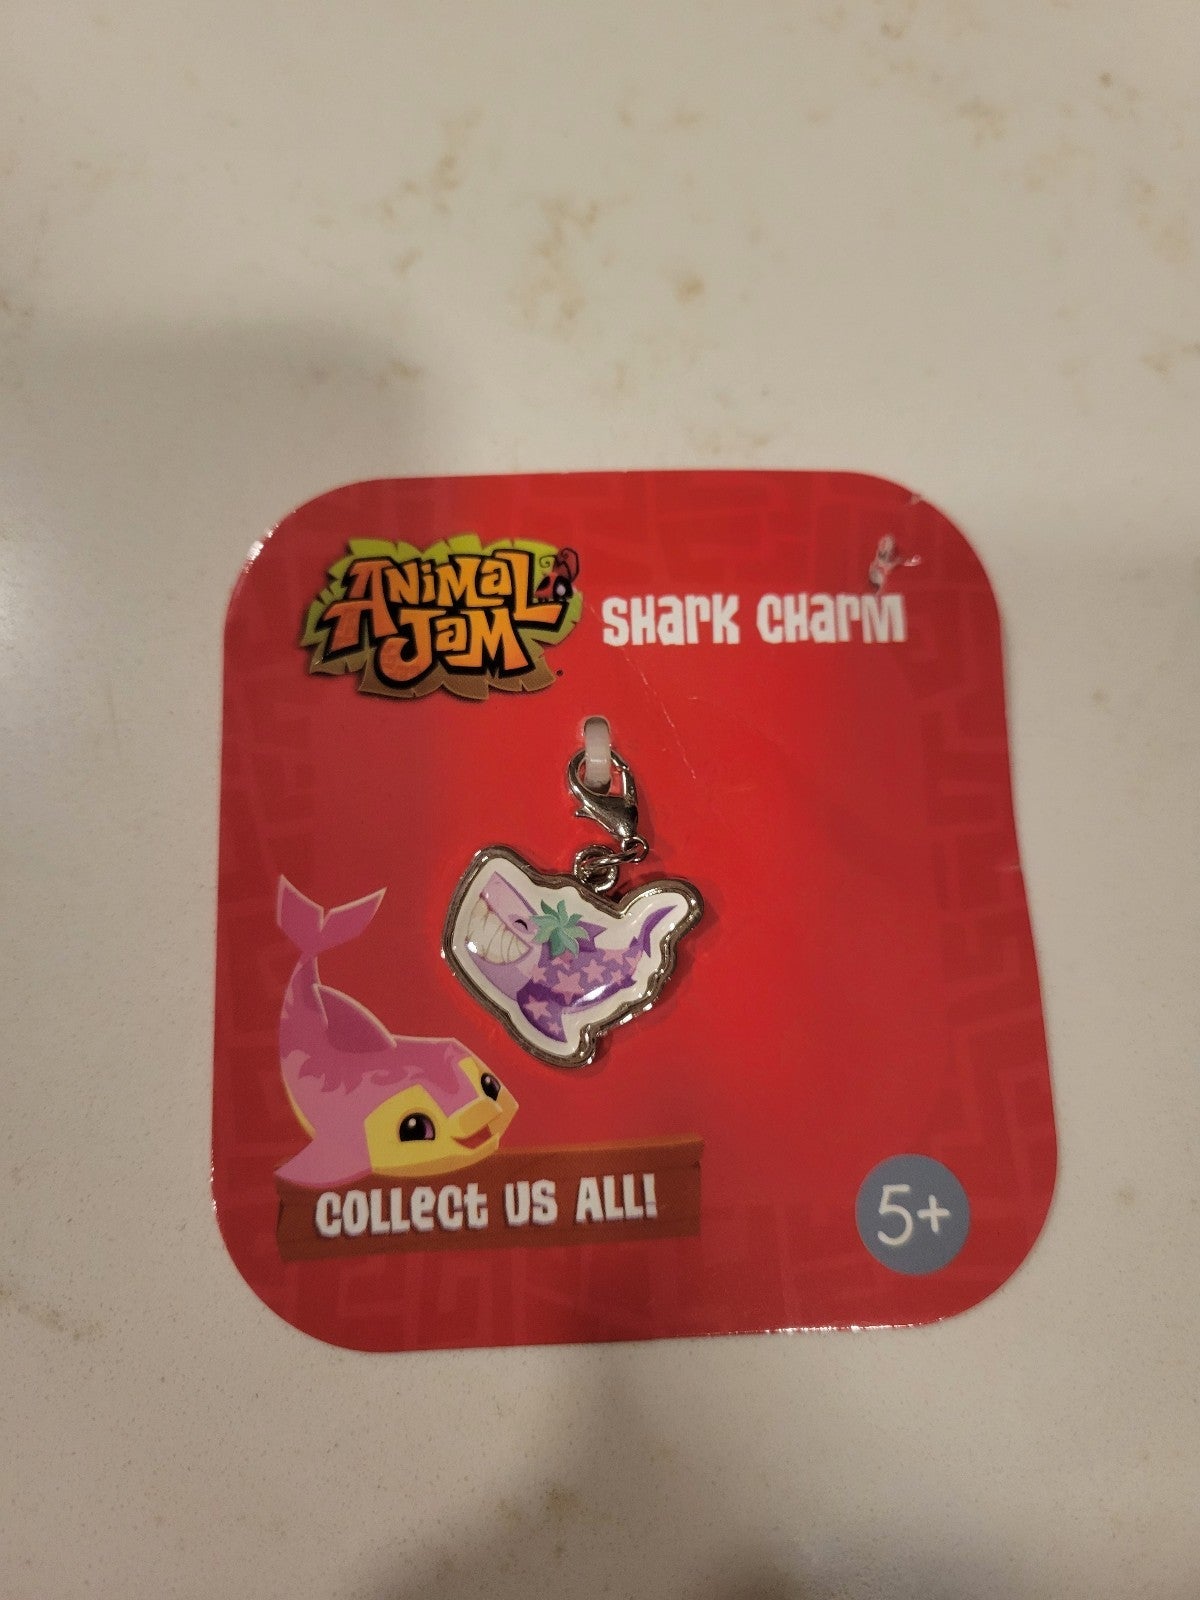 ANIMAL
JAM
SHARK CHARM
COLLECT US ALL!
5+